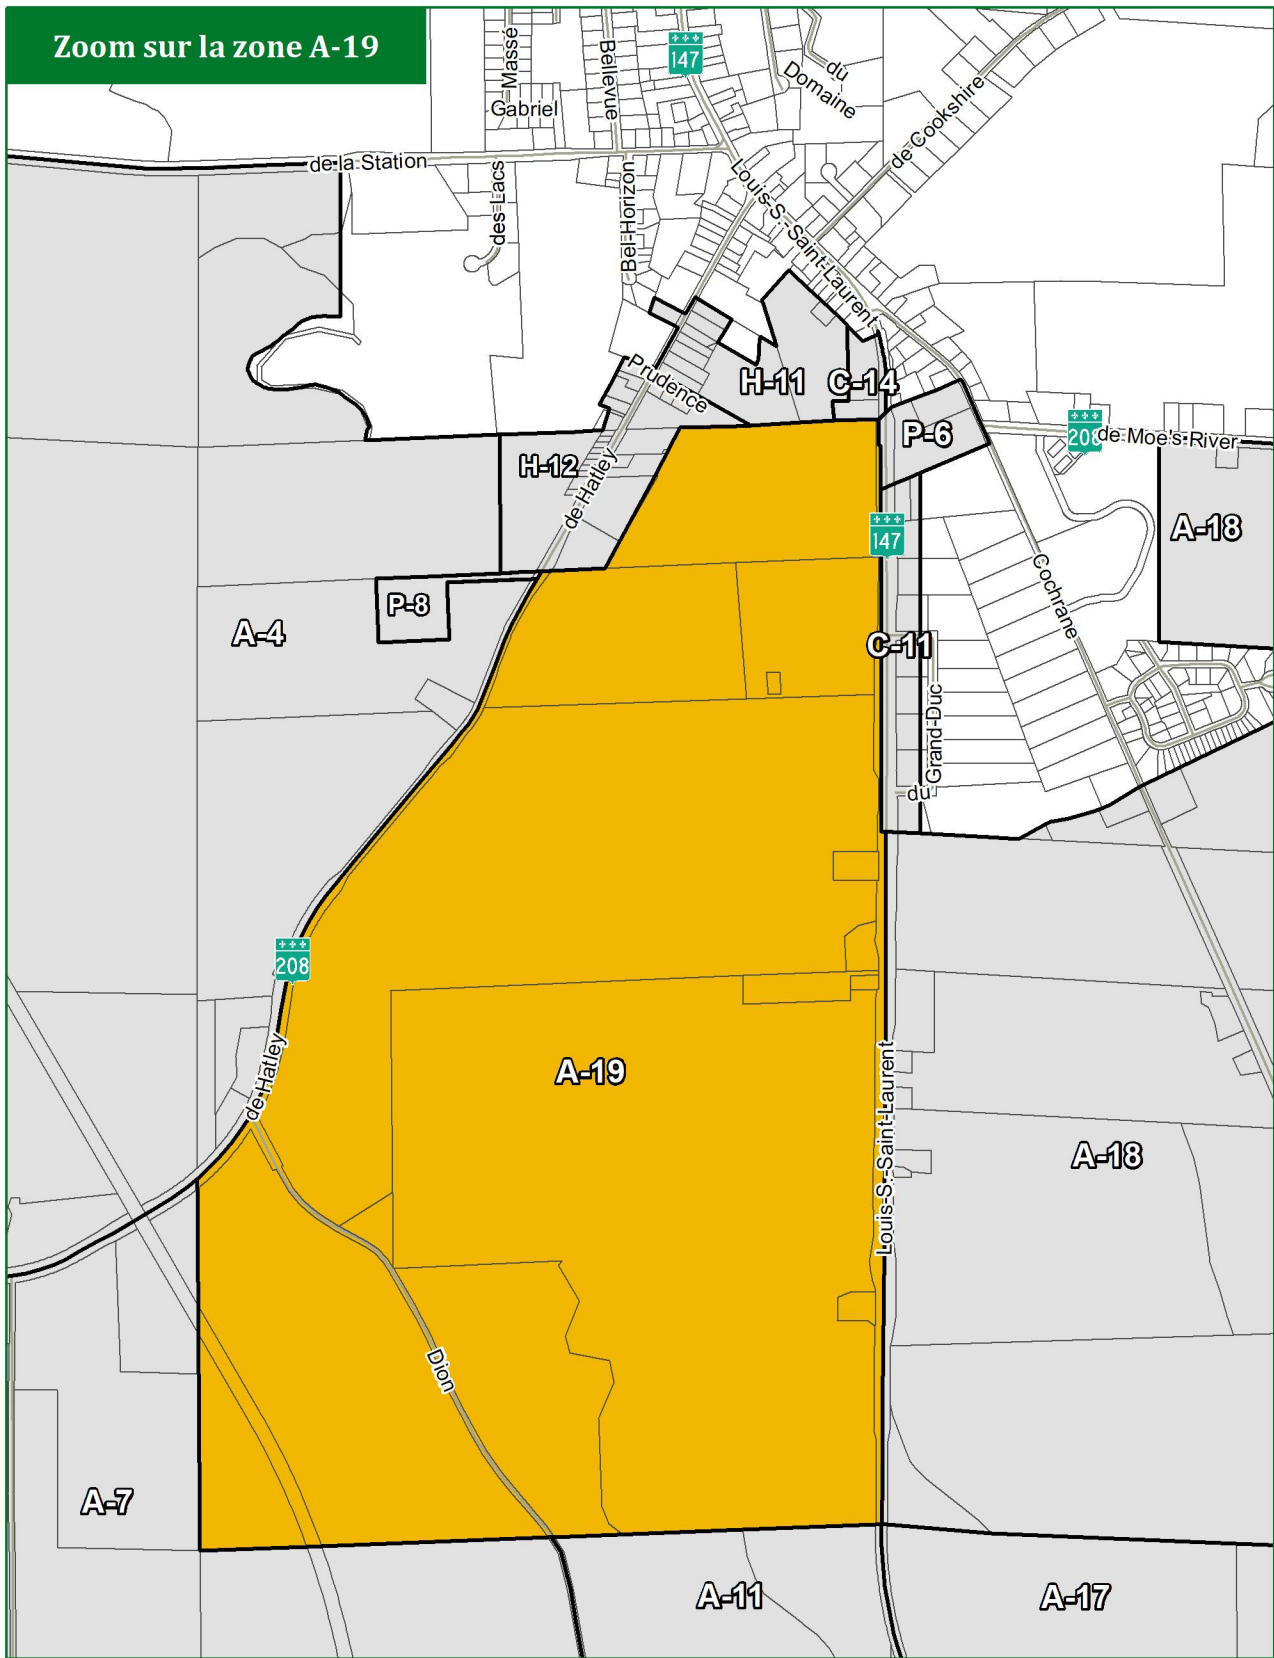 Zoom sur la zone A-19
Massé
Gabriel
Bellevue
147
du
Domaine
de Cookshire
de la Station
des Lacs
Bel-Horizon
Louis-S.-Saint-Laurent
Prudence
H-11
C-14
P-6
208
de Moe's River
H-12
de Hatley
147
A-18
Cochrane
P-8
A-4
C-11
du Grand-Duc
208
de Hatley
A-19
Louis-S.-Saint-Laurent
A-18
Dion
A-7
A-11
A-17